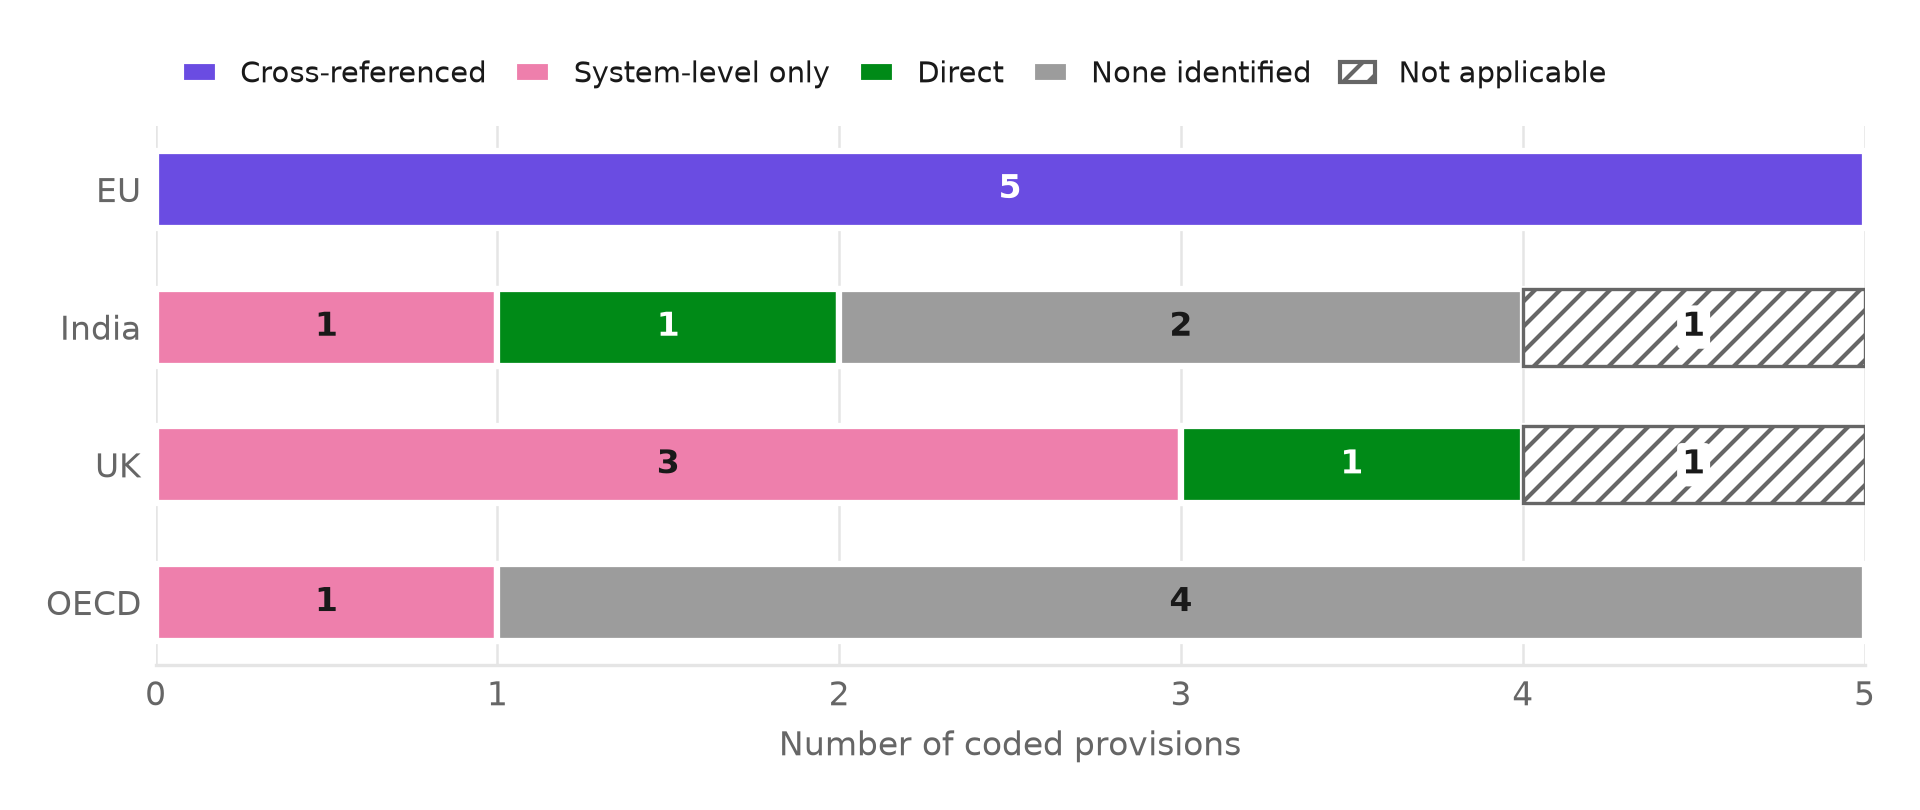 Cross-referenced System-level only Direct None identified Not applicable
EU 5
India 1 1 2 1
UK 3 1 1
OECD 1 4
0 1 2 3 4 5
Number of coded provisions